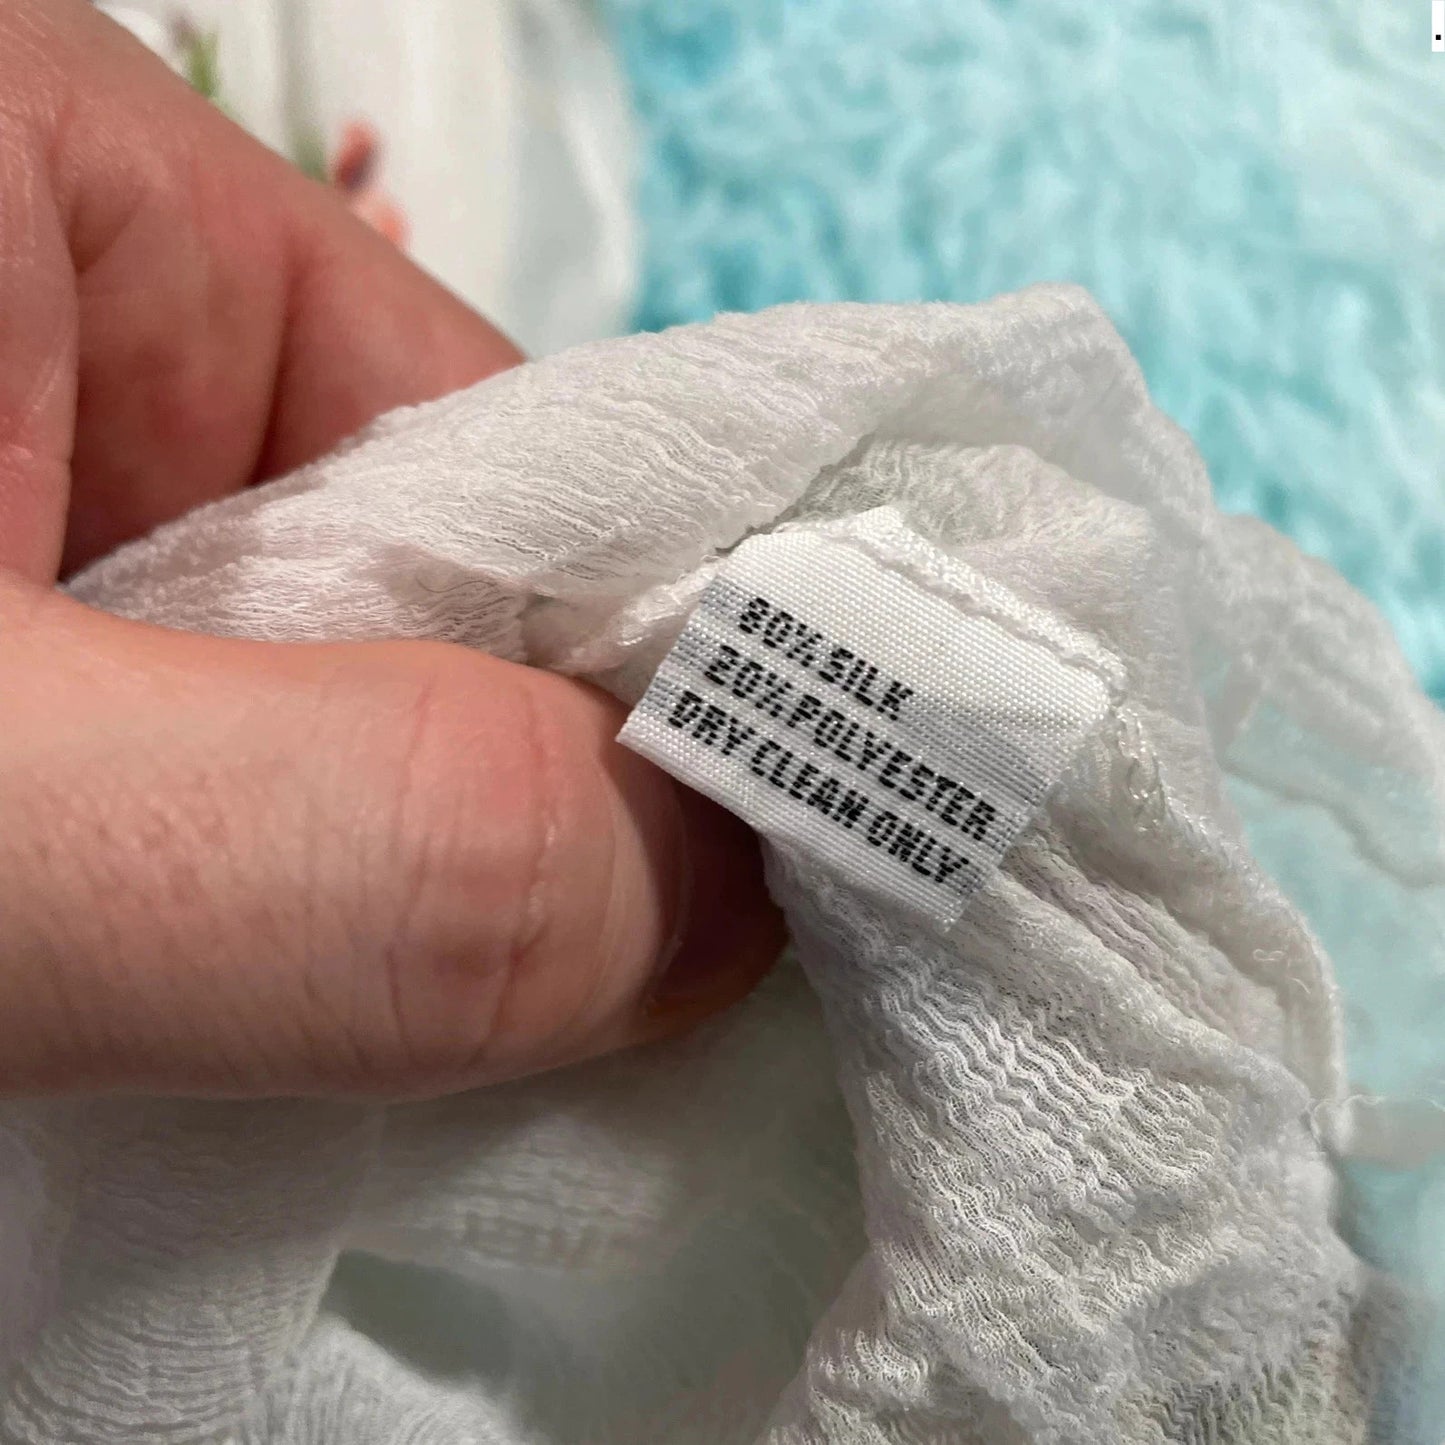 80% SILK
20% POLYESTER
DRY CLEAN ONLY
.